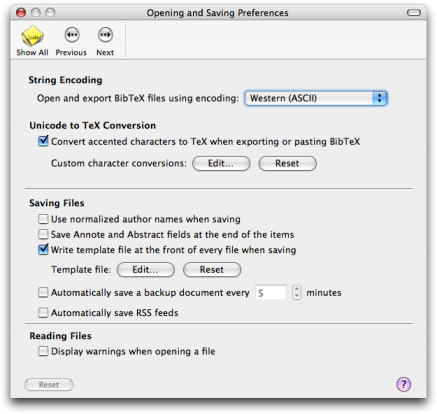 Opening and Saving Preferences
Show All Previous Next
String Encoding
Open and export BibTeX files using encoding: Western (ASCII)
Unicode to TeX Conversion
Convert accented characters to TeX when exporting or pasting BibTeX
Custom character conversions: Edit... Reset
Saving Files
Use normalized author names when saving
Save Annote and Abstract fields at the end of the items
Write template file at the front of every file when saving
Template file: Edit... Reset
Automatically save a backup document every 5 minutes
Automatically save RSS feeds
Reading Files
Display warnings when opening a file
Reset ?